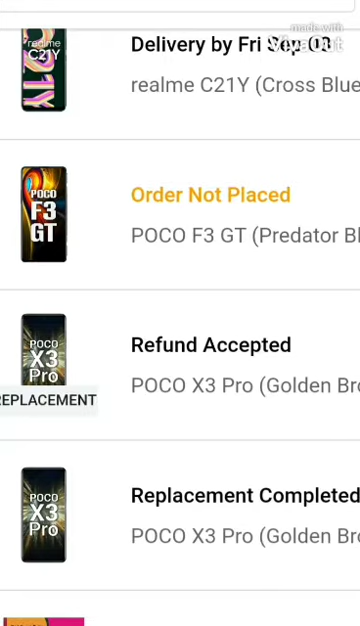 made with
VivaCut
realme
C21Y
C21Y
Delivery by Fri Sep 03
realme C21Y (Cross Blue
POCO
F3
GT
Order Not Placed
POCO F3 GT (Predator Bl
POCO
X3
Pro
REPLACEMENT
Refund Accepted
POCO X3 Pro (Golden Bro
POCO
X3
Pro
Replacement Completed
POCO X3 Pro (Golden Bro